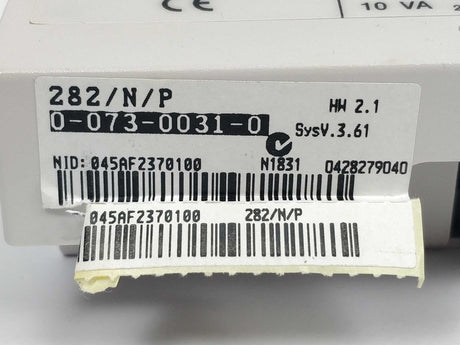 CE
10 VA 2
282/N/P
HW 2.1
0-073-0031-0
SysV.3.61
NID: 045AF2370100
N1831
0428279040
045AF2370100
282/N/P